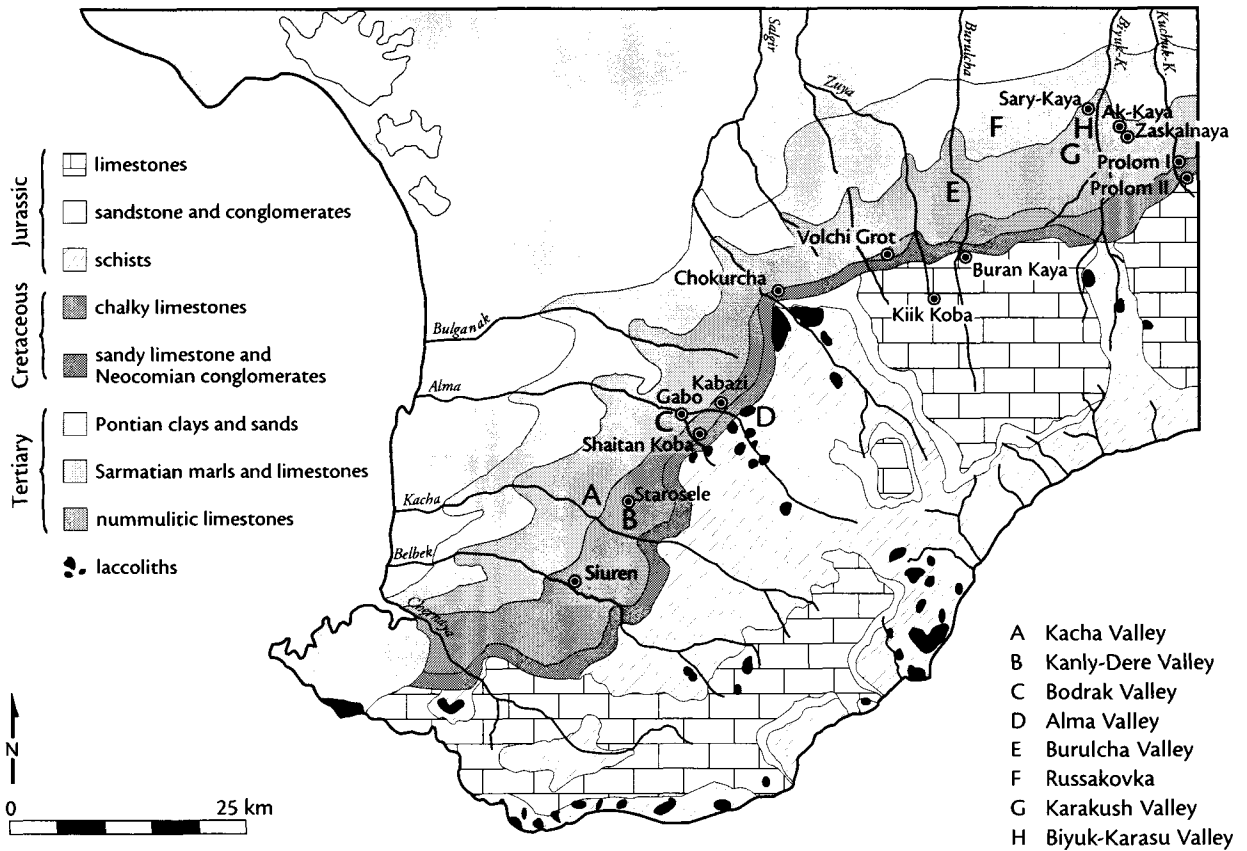 Salgir
Zuya
Burulcha
Biyuk-K.
Kuchuk-K.
Sary-Kaya
Ak-Kaya
Zaskalnaya
Prolom I
Prolom II
F
H
G
E
Volchi Grot
Buran Kaya
Chokurcha
Kiik Koba
Bulganak
Alma
Kabazi
Gabo
C
D
Shaitan Koba
Kacha
A
Starosele
B
Belbek
Siuren
Chornaya
Jurassic
limestones
sandstone and conglomerates
schists
Cretaceous
chalky limestones
sandy limestone and
Neocomian conglomerates
Tertiary
Pontian clays and sands
Sarmatian marls and limestones
nummulitic limestones
laccoliths
N
0 25 km
A Kacha Valley
B Kanly-Dere Valley
C Bodrak Valley
D Alma Valley
E Burulcha Valley
F Russakovka
G Karakush Valley
H Biyuk-Karasu Valley